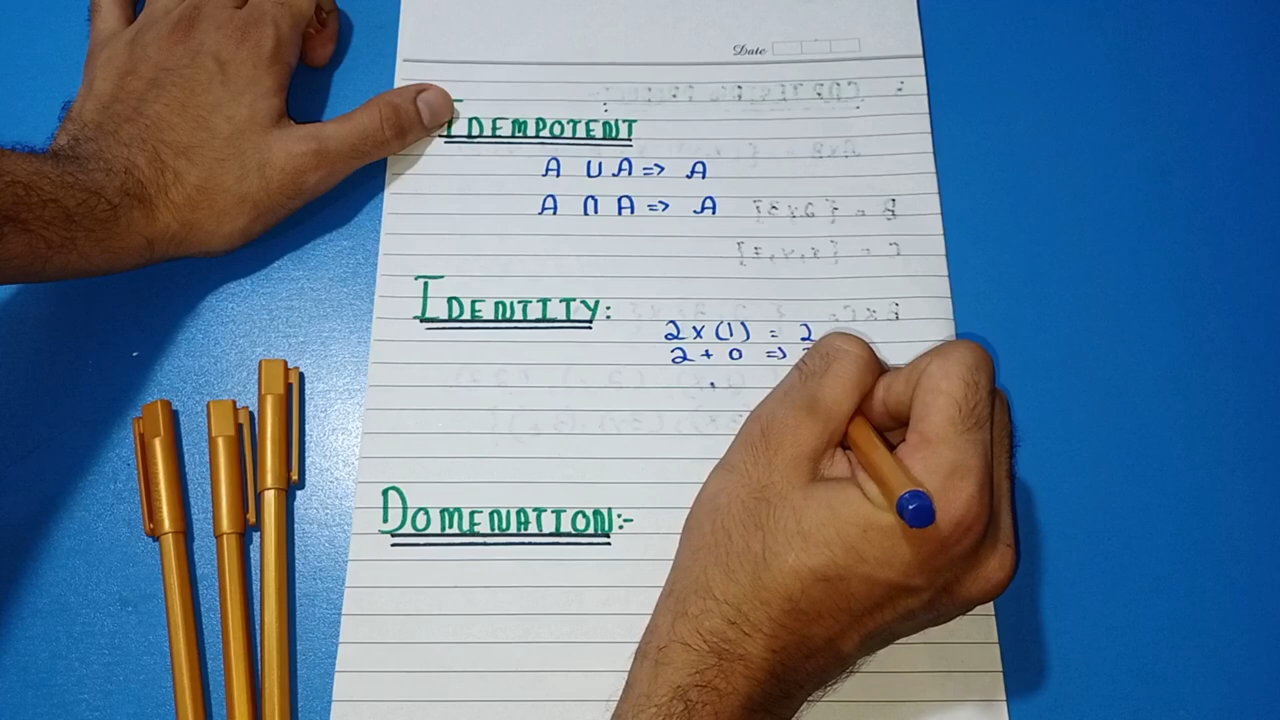 Date
IDEMPOTENT
A U A => A
A ∩ A => A
IDENTITY:
2 x (1) = 2
2 + 0 =>
DOMENATION:-